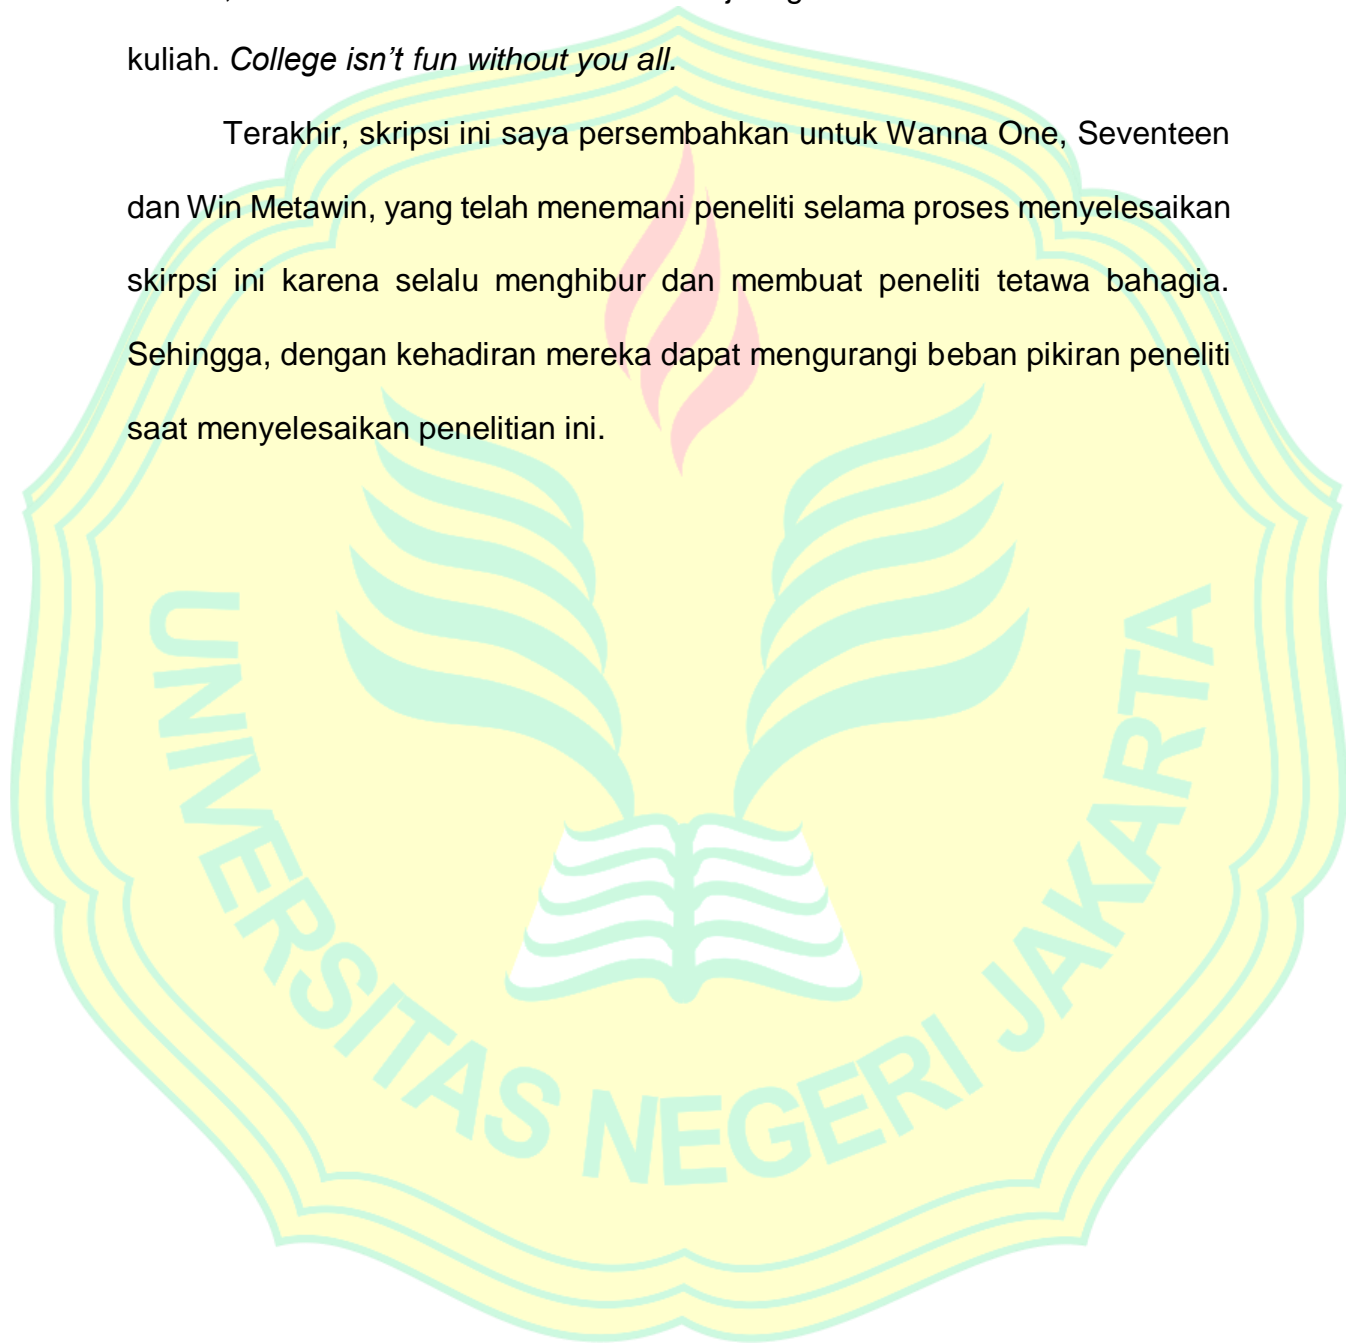 kuliah. College isn't fun without you all.
Terakhir, skripsi ini saya persembahkan untuk Wanna One, Seventeen
dan Win Metawin, yang telah menemani peneliti selama proses menyelesaikan
skirpsi ini karena selalu menghibur dan membuat peneliti tetawa bahagia.
Sehingga, dengan kehadiran mereka dapat mengurangi beban pikiran peneliti
saat menyelesaikan penelitian ini.
UNIVERSITAS NEGERI JAKARTA